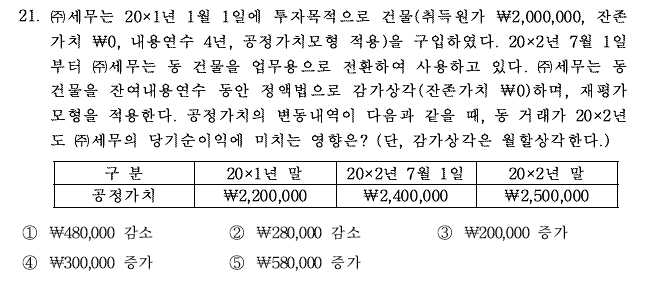 21. ㈜세무는 20×1년 1월 1일에 투자목적으로 건물(취득원가 ₩2,000,000, 잔존
가치 ₩0, 내용연수 4년, 공정가치모형 적용)을 구입하였다. 20×2년 7월 1일
부터 ㈜세무는 동 건물을 업무용으로 전환하여 사용하고 있다. ㈜세무는 동
건물을 잔여내용연수 동안 정액법으로 감가상각(잔존가치 ₩0)하며, 재평가
모형을 적용한다. 공정가치의 변동내역이 다음과 같을 때, 동 거래가 20×2년
도 ㈜세무의 당기순이익에 미치는 영향은? (단, 감가상각은 월할상각한다.)
구 분 20×1년 말 20×2년 7월 1일 20×2년 말
공정가치 ₩2,200,000 ₩2,400,000 ₩2,500,000
① ₩480,000 감소 ② ₩280,000 감소 ③ ₩200,000 증가
④ ₩300,000 증가 ⑤ ₩580,000 증가